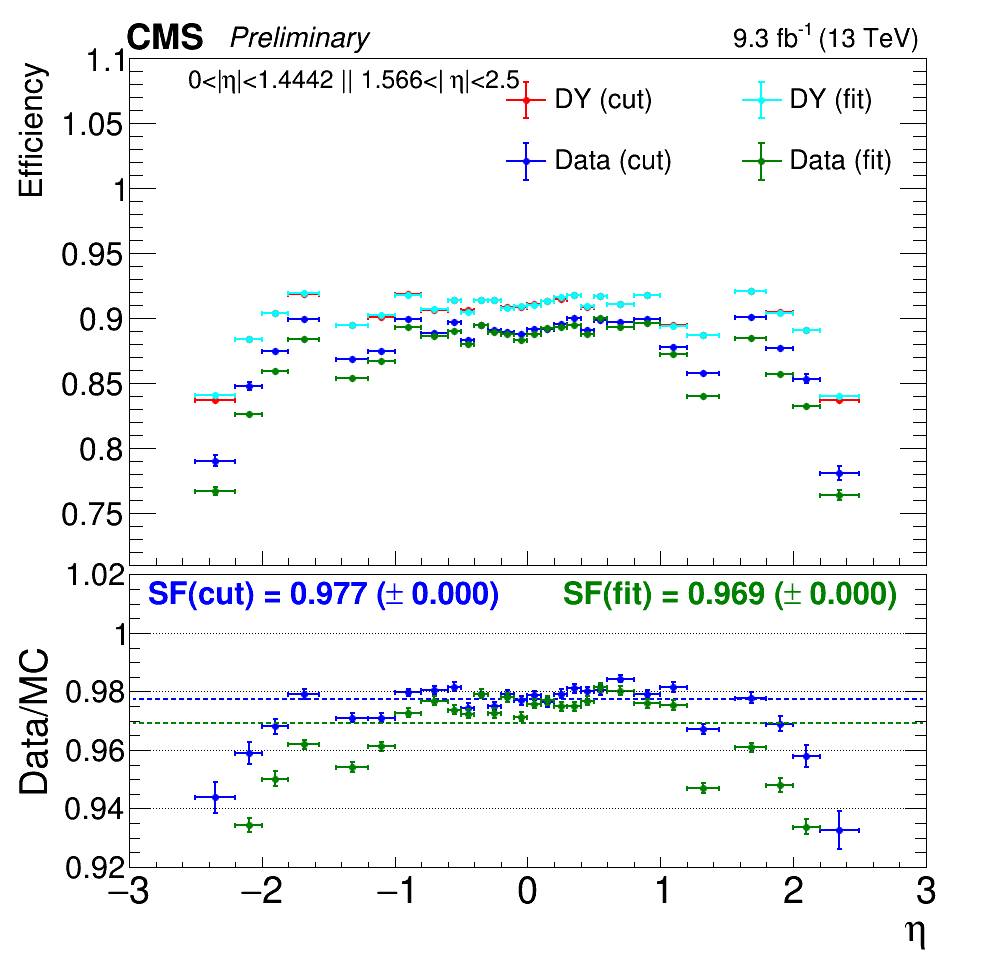 CMS Preliminary 9.3 fb⁻¹ (13 TeV)
0<|η|<1.4442 || 1.566<| η|<2.5
DY (cut) DY (fit)
Data (cut) Data (fit)
Efficiency
1.1
1.05
1
0.95
0.9
0.85
0.8
0.75
SF(cut) = 0.977 (± 0.000) SF(fit) = 0.969 (± 0.000)
Data/MC
1.02
1
0.98
0.96
0.94
0.92
−3 −2 −1 0 1 2 3
η